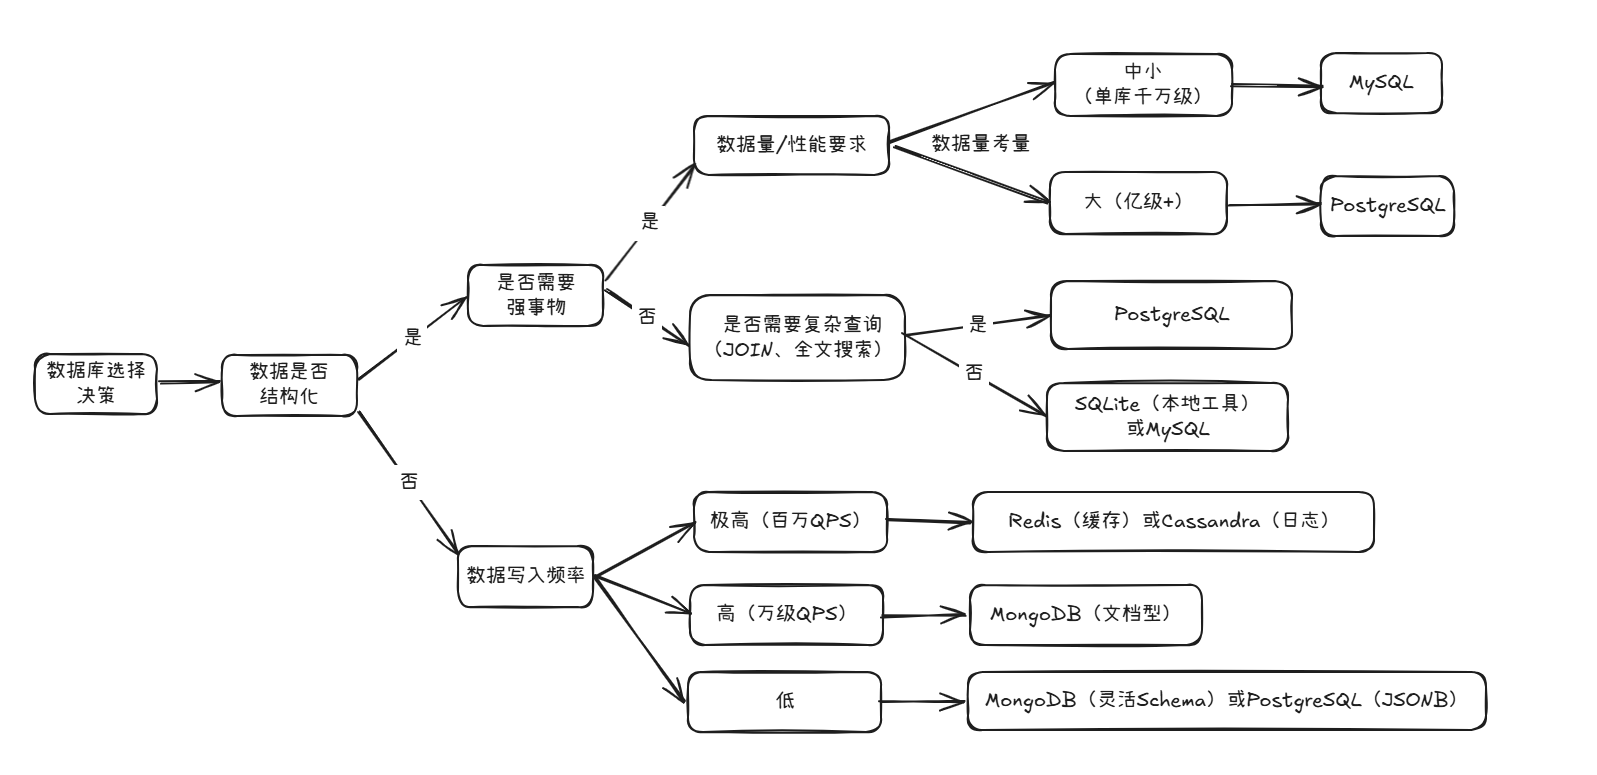 数据库选择
决策
数据是否
结构化
是
否
是否需要
强事物
是
否
数据量/性能要求
数据量考量
中小
（单库千万级）
MySQL
大（亿级+）
PostgreSQL
是否需要复杂查询
（JOIN、全文搜索）
是
PostgreSQL
否
SQLite（本地工具）
或MySQL
数据写入频率
极高（百万QPS）
Redis（缓存）或Cassandra（日志）
高（万级QPS）
MongoDB（文档型）
低
MongoDB（灵活Schema）或PostgreSQL（JSONB）